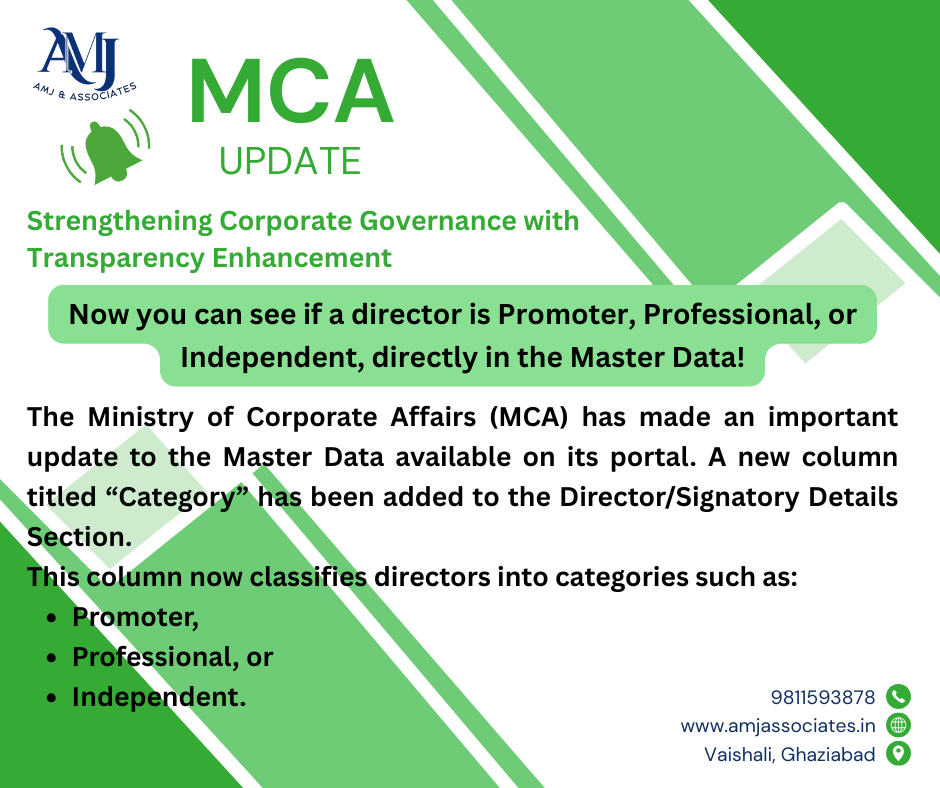 AMJ
AMJ & ASSOCIATES
MCA
UPDATE
Strengthening Corporate Governance with
Transparency Enhancement
Now you can see if a director is Promoter, Professional, or
Independent, directly in the Master Data!
The Ministry of Corporate Affairs (MCA) has made an important
update to the Master Data available on its portal. A new column
titled “Category” has been added to the Director/Signatory Details
Section.
This column now classifies directors into categories such as:
• Promoter,
• Professional, or
• Independent.
9811593878
www.amjassociates.in
Vaishali, Ghaziabad